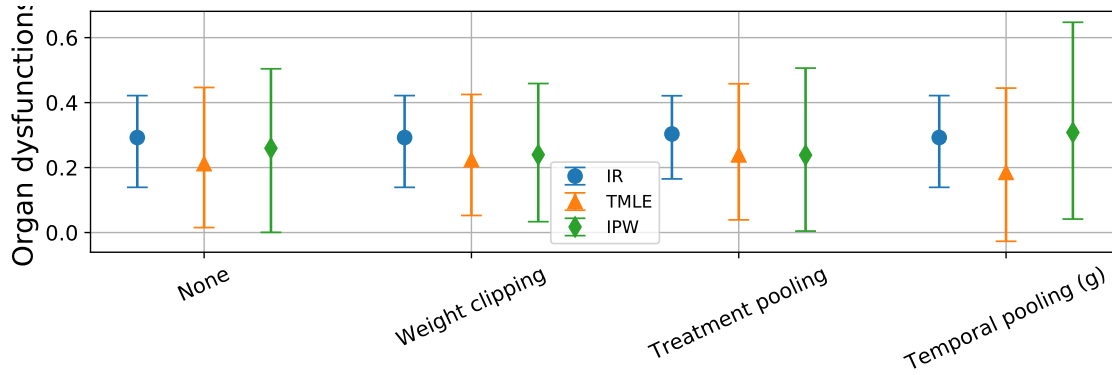 Organ dysfunctions
0.6
0.4
0.2
0.0
IR
TMLE
IPW
None
Weight clipping
Treatment pooling
Temporal pooling (g)